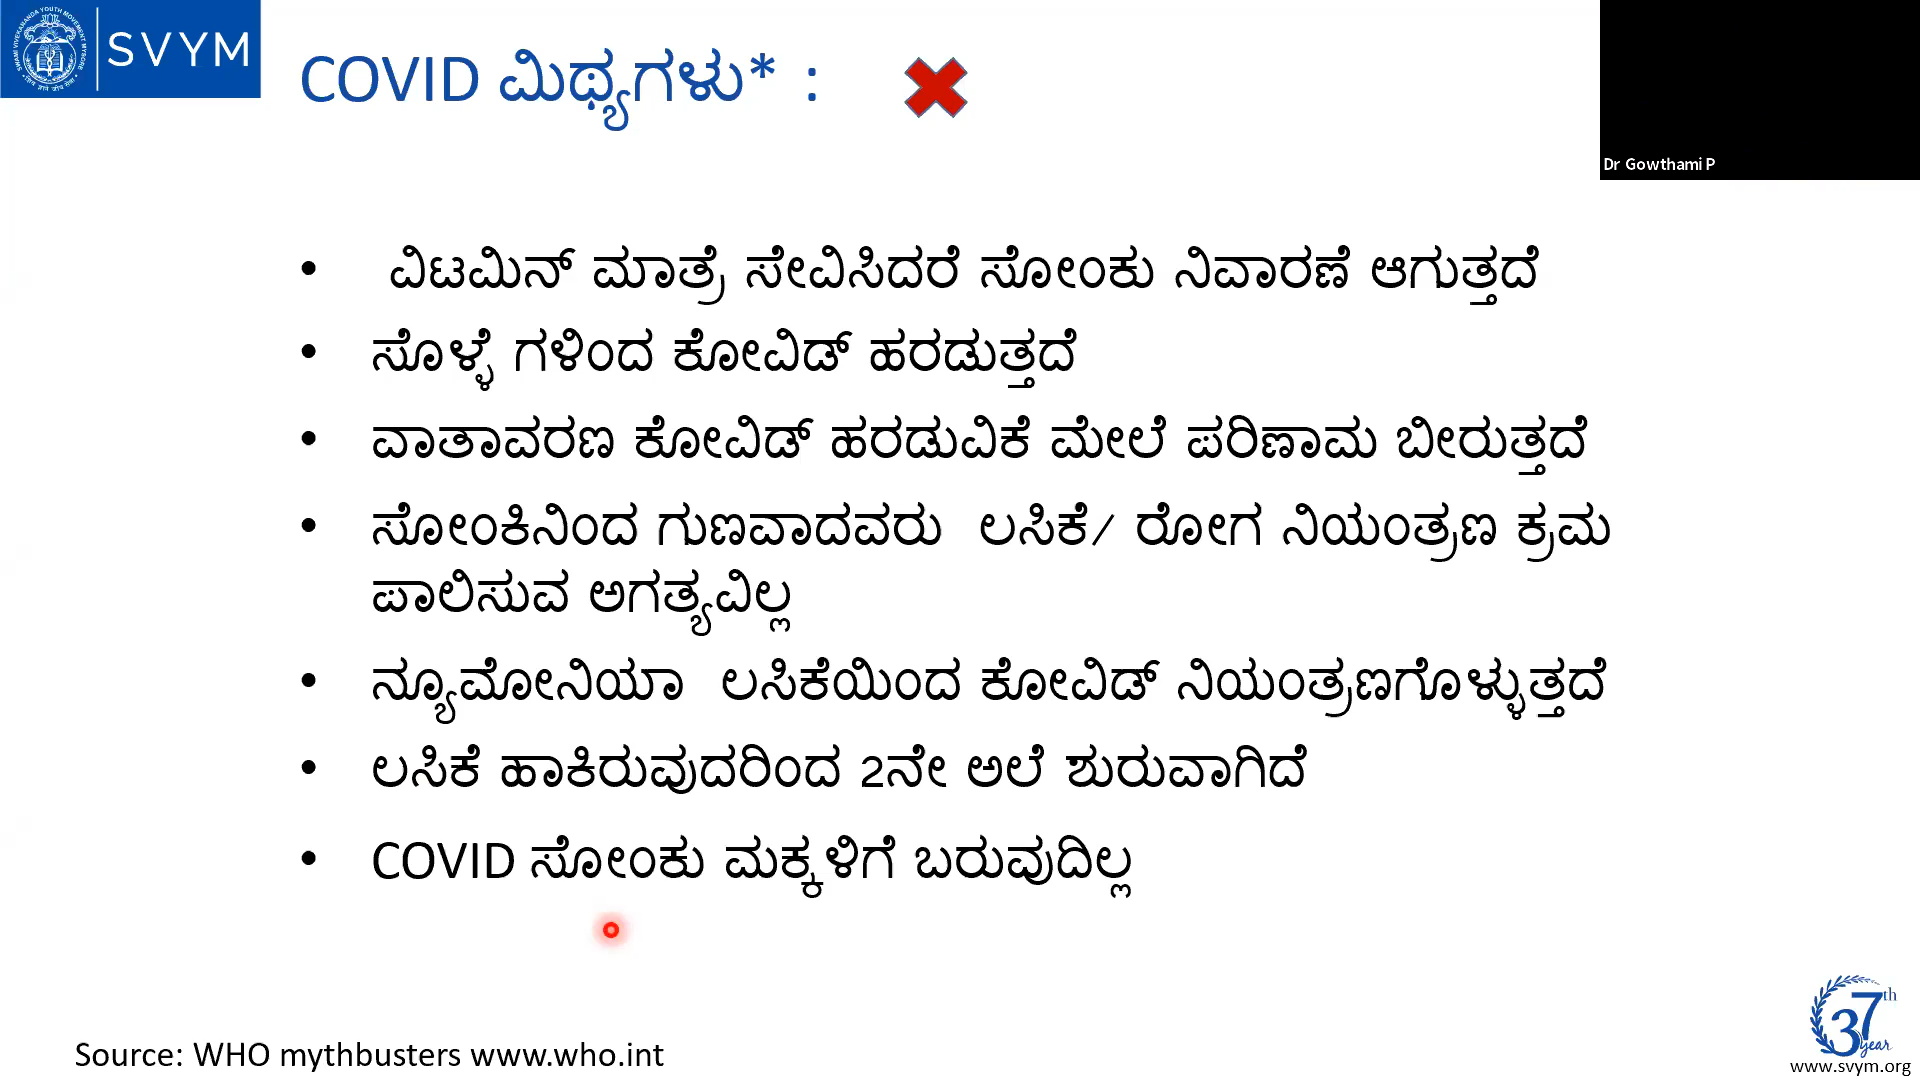 SVYM
COVID ಮಿಥ್ಯಗಳು* :
Dr Gowthami P
• ವಿಟಮಿನ್ ಮಾತ್ರೆ ಸೇವಿಸಿದರೆ ಸೋಂಕು ನಿವಾರಣೆ ಆಗುತ್ತದೆ
• ಸೊಳ್ಳೆ ಗಳಿಂದ ಕೋವಿಡ್ ಹರಡುತ್ತದೆ
• ವಾತಾವರಣ ಕೋವಿಡ್ ಹರಡುವಿಕೆ ಮೇಲೆ ಪರಿಣಾಮ ಬೀರುತ್ತದೆ
• ಸೋಂಕಿನಿಂದ ಗುಣವಾದವರು ಲಸಿಕೆ/ ರೋಗ ನಿಯಂತ್ರಣ ಕ್ರಮ
ಪಾಲಿಸುವ ಅಗತ್ಯವಿಲ್ಲ
• ನ್ಯೂಮೋನಿಯಾ ಲಸಿಕೆಯಿಂದ ಕೋವಿಡ್ ನಿಯಂತ್ರಣಗೊಳ್ಳುತ್ತದೆ
• ಲಸಿಕೆ ಹಾಕಿರುವುದರಿಂದ 2ನೇ ಅಲೆ ಶುರುವಾಗಿದೆ
• COVID ಸೋಂಕು ಮಕ್ಕಳಿಗೆ ಬರುವುದಿಲ್ಲ
Source: WHO mythbusters www.who.int
37th
year
www.svym.org